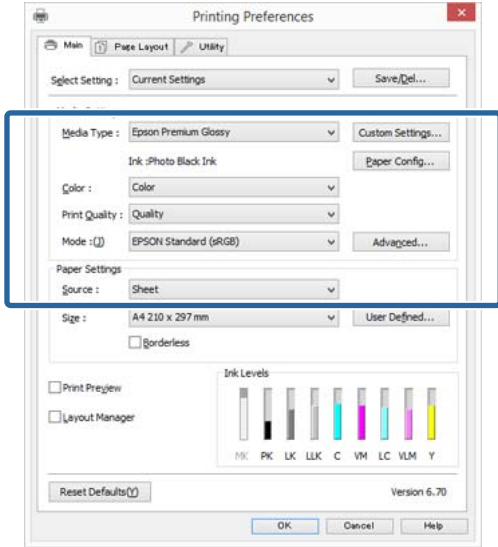 Printing Preferences
Main Page Layout Utility
Select Setting : Current Settings Save/Del...
Media Type : Epson Premium Glossy Custom Settings...
Ink :Photo Black Ink Paper Config...
Color : Color
Print Quality : Quality
Mode :(J) EPSON Standard (sRGB) Advanced...
Paper Settings
Source : Sheet
Size : A4 210 x 297 mm User Defined...
Borderless
Ink Levels
Print Preview
Layout Manager
MK PK LK LLK C VM LC VLM Y
Reset Defaults(Y) Version 6.70
OK Cancel Help